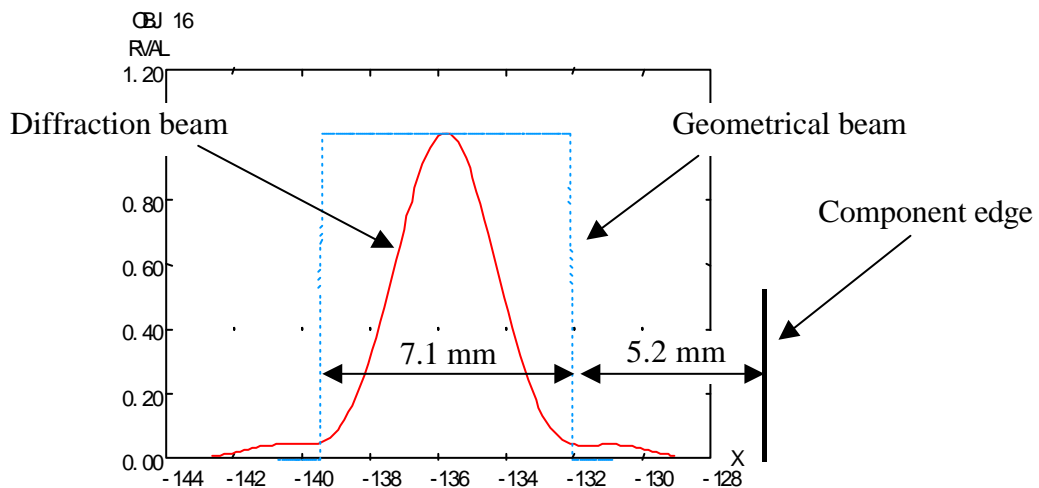 OBJ 16
RVAL
1.20
Diffraction beam
Geometrical beam
0.80
Component edge
0.60
0.40
7.1 mm
5.2 mm
0.20
0.00
X
-144 -142 -140 -138 -136 -134 -132 -130 -128